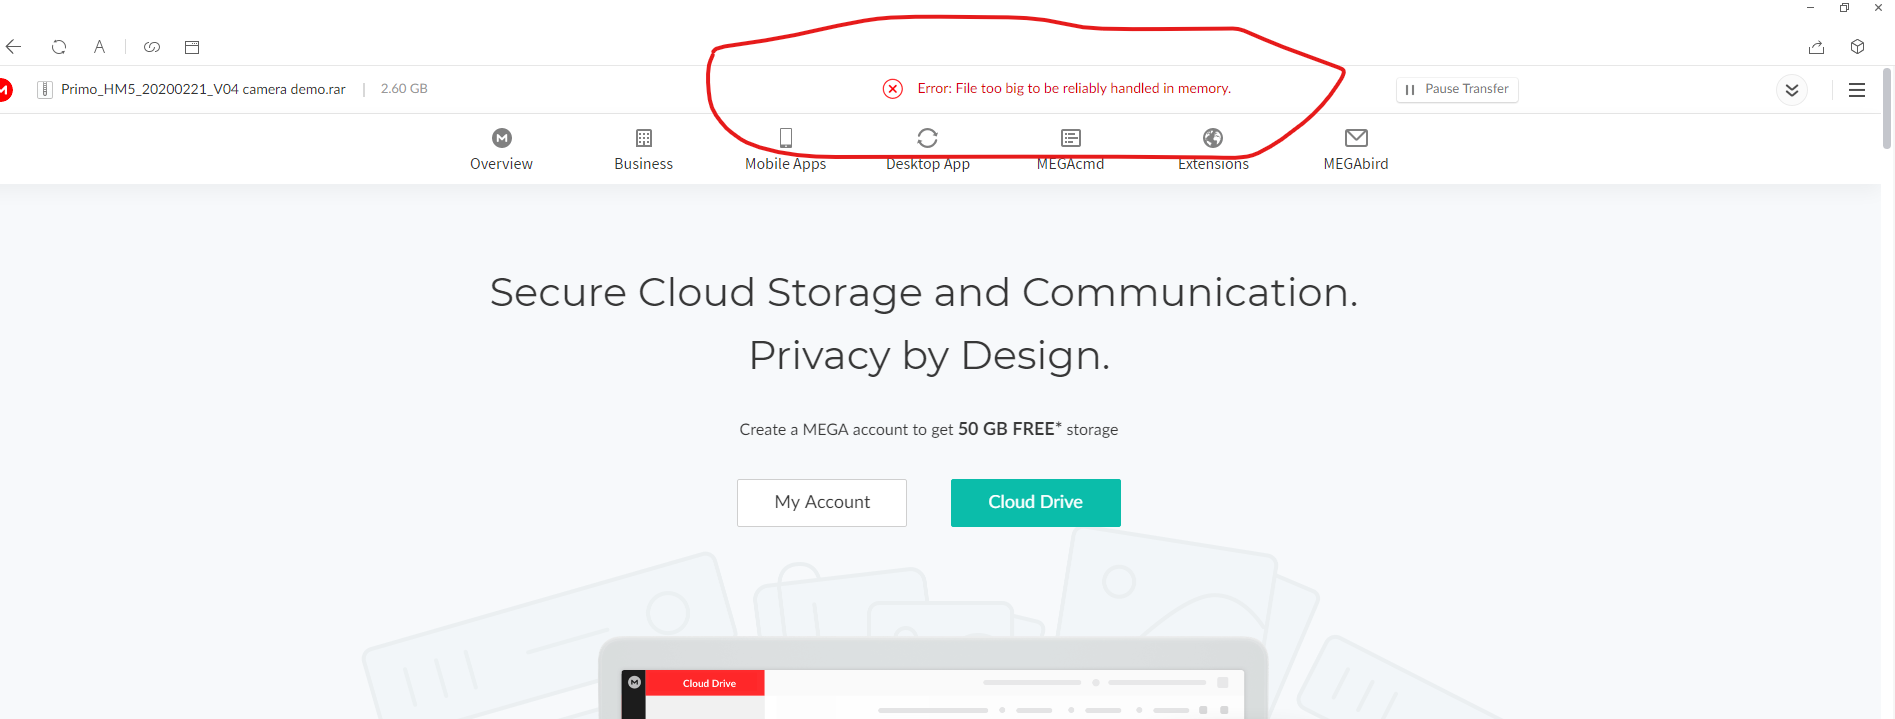 A
M
Primo_HM5_20200221_V04 camera demo.rar | 2.60 GB
Error: File too big to be reliably handled in memory.
Pause Transfer
M
Overview
Business
Mobile Apps
Desktop App
MEGAcmd
Extensions
MEGAbird
Secure Cloud Storage and Communication.
Privacy by Design.
Create a MEGA account to get 50 GB FREE* storage
My Account
Cloud Drive
M
Cloud Drive